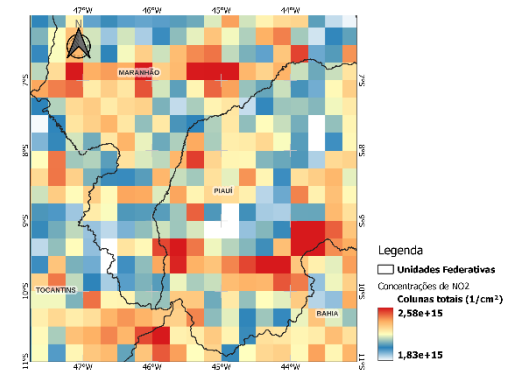 47°W 46°W 45°W 44°W
N
MARANHÃO
7°S 7°S
8°S 8°S
PIAUÍ
9°S 9°S
TOCANTINS
10°S 10°S
BAHIA
11°S 11°S
47°W 46°W 45°W 44°W
Legenda
Unidades Federativas
Concentrações de NO2
Colunas totais (1/cm²)
2,58e+15
1,83e+15